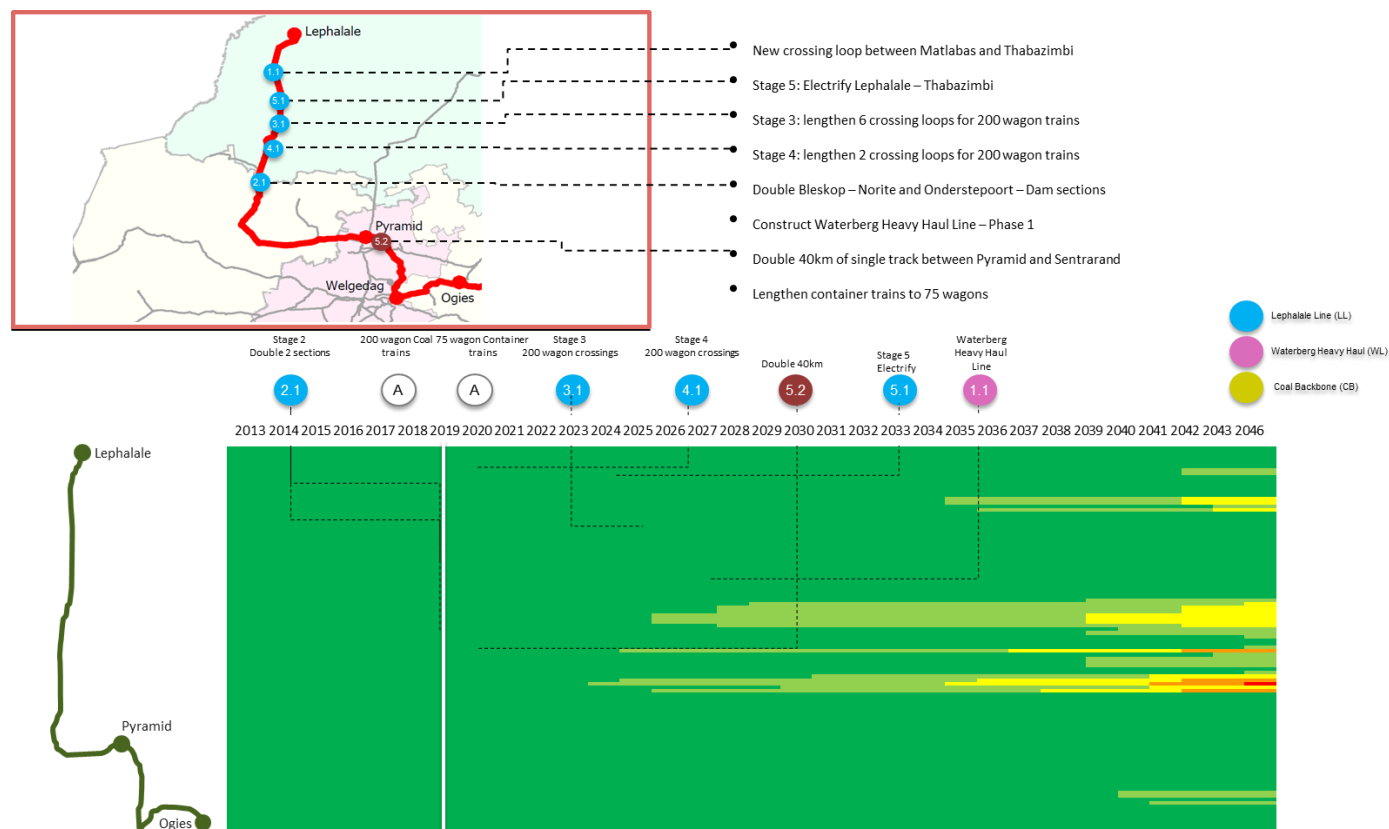 Lephalale
1.1
5.1
3.1
4.1
2.1
Pyramid
5.2
Welgedag
Ogies
New crossing loop between Matlabas and Thabazimbi
Stage 5: Electrify Lephalale – Thabazimbi
Stage 3: lengthen 6 crossing loops for 200 wagon trains
Stage 4: lengthen 2 crossing loops for 200 wagon trains
Double Bleskop – Norite and Onderstepoort – Dam sections
Construct Waterberg Heavy Haul Line – Phase 1
Double 40km of single track between Pyramid and Sentrarand
Lengthen container trains to 75 wagons
Lephalale Line (LL)
Waterberg Heavy Haul (WL)
Coal Backbone (CB)
Stage 2
Double 2 sections
200 wagon Coal
trains
75 wagon Container
trains
Stage 3
200 wagon crossings
Stage 4
200 wagon crossings
Double 40km
Stage 5
Electrify
Waterberg
Heavy Haul
Line
2.1
A
A
3.1
4.1
5.2
5.1
1.1
2013 2014 2015 2016 2017 2018 2019 2020 2021 2022 2023 2024 2025 2026 2027 2028 2029 2030 2031 2032 2033 2034 2035 2036 2037 2038 2039 2040 2041 2042 2043 2046
Lephalale
Pyramid
Ogies